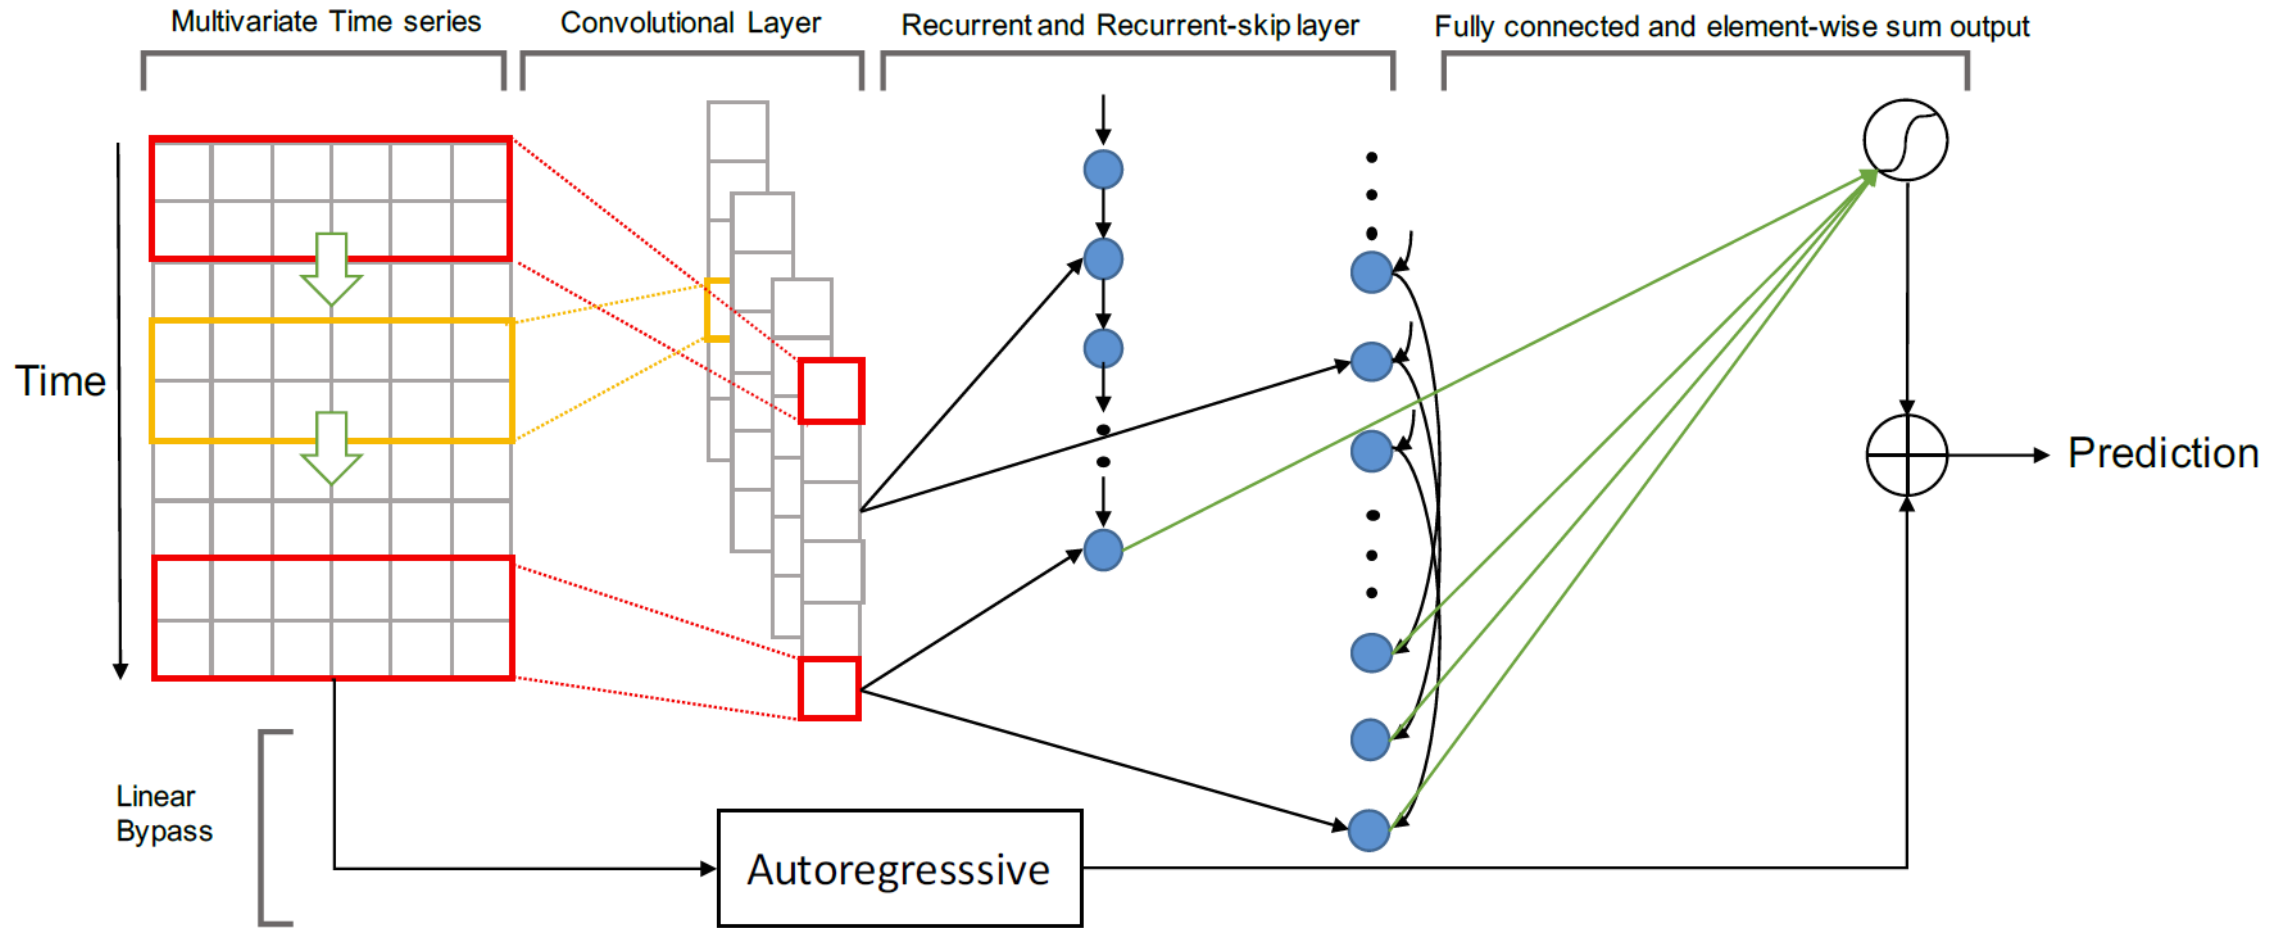 Multivariate Time series
Convolutional Layer
Recurrent and Recurrent-skip layer
Fully connected and element-wise sum output
Time
Prediction
Linear
Bypass
Autoregresssive